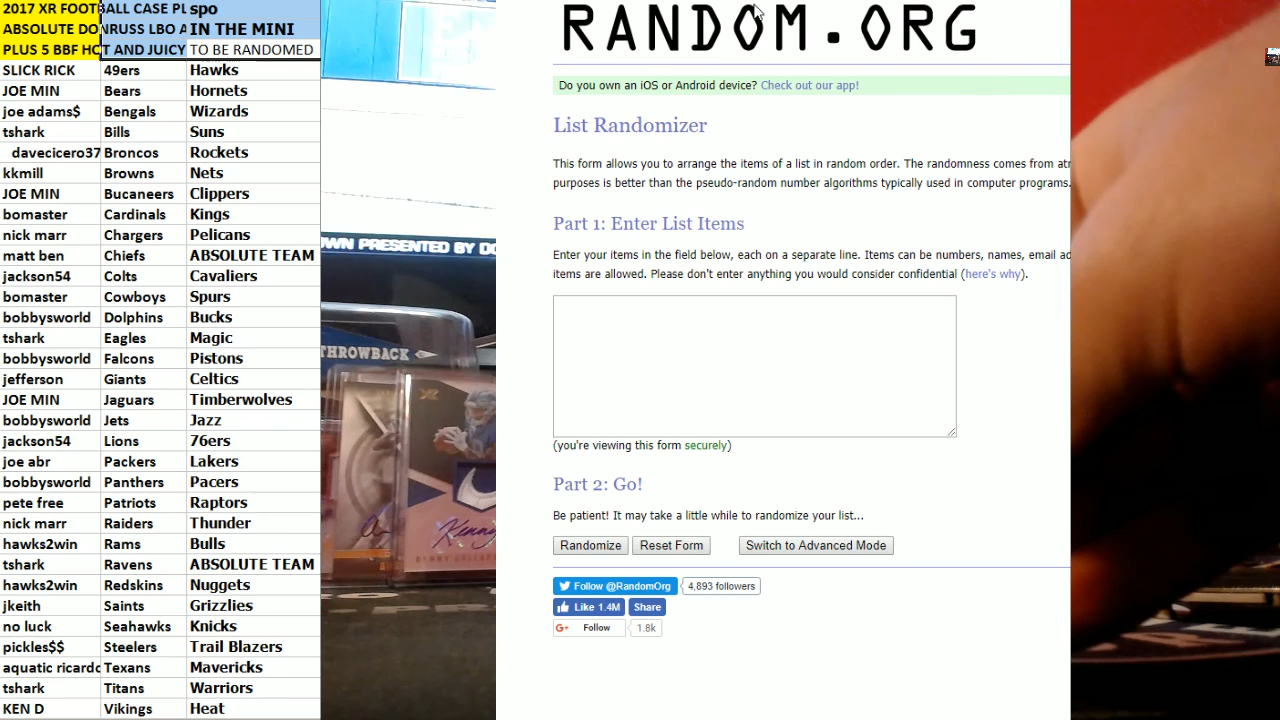 2017 XR FOOTBALL CASE PL spo
ABSOLUTE DONRUSS LBO A IN THE MINI
PLUS 5 BBF HOT AND JUICY TO BE RANDOMED
SLICK RICK 49ers Hawks
JOE MIN Bears Hornets
joe adams$ Bengals Wizards
tshark Bills Suns
davecicero37 Broncos Rockets
kkmill Browns Nets
JOE MIN Bucaneers Clippers
bomaster Cardinals Kings
nick marr Chargers Pelicans
matt ben Chiefs ABSOLUTE TEAM
jackson54 Colts Cavaliers
bomaster Cowboys Spurs
bobbysworld Dolphins Bucks
tshark Eagles Magic
bobbysworld Falcons Pistons
jefferson Giants Celtics
JOE MIN Jaguars Timberwolves
bobbysworld Jets Jazz
jackson54 Lions 76ers
joe abr Packers Lakers
bobbysworld Panthers Pacers
pete free Patriots Raptors
nick marr Raiders Thunder
hawks2win Rams Bulls
tshark Ravens ABSOLUTE TEAM
hawks2win Redskins Nuggets
jkeith Saints Grizzlies
no luck Seahawks Knicks
pickles$$ Steelers Trail Blazers
aquatic ricardo Texans Mavericks
tshark Titans Warriors
KEN D Vikings Heat
OWN PRESENTED BY DO
THROWBACK
XR
Kenny
RANDOM.ORG
Do you own an iOS or Android device? Check out our app!
List Randomizer
This form allows you to arrange the items of a list in random order. The randomness comes from atr
purposes is better than the pseudo-random number algorithms typically used in computer programs.
Part 1: Enter List Items
Enter your items in the field below, each on a separate line. Items can be numbers, names, email ad
items are allowed. Please don't enter anything you would consider confidential (here's why).
(you're viewing this form securely)
Part 2: Go!
Be patient! It may take a little while to randomize your list...
Randomize Reset Form Switch to Advanced Mode
Follow @RandomOrg 4,893 followers
Like 1.4M Share
G+ Follow 1.8k